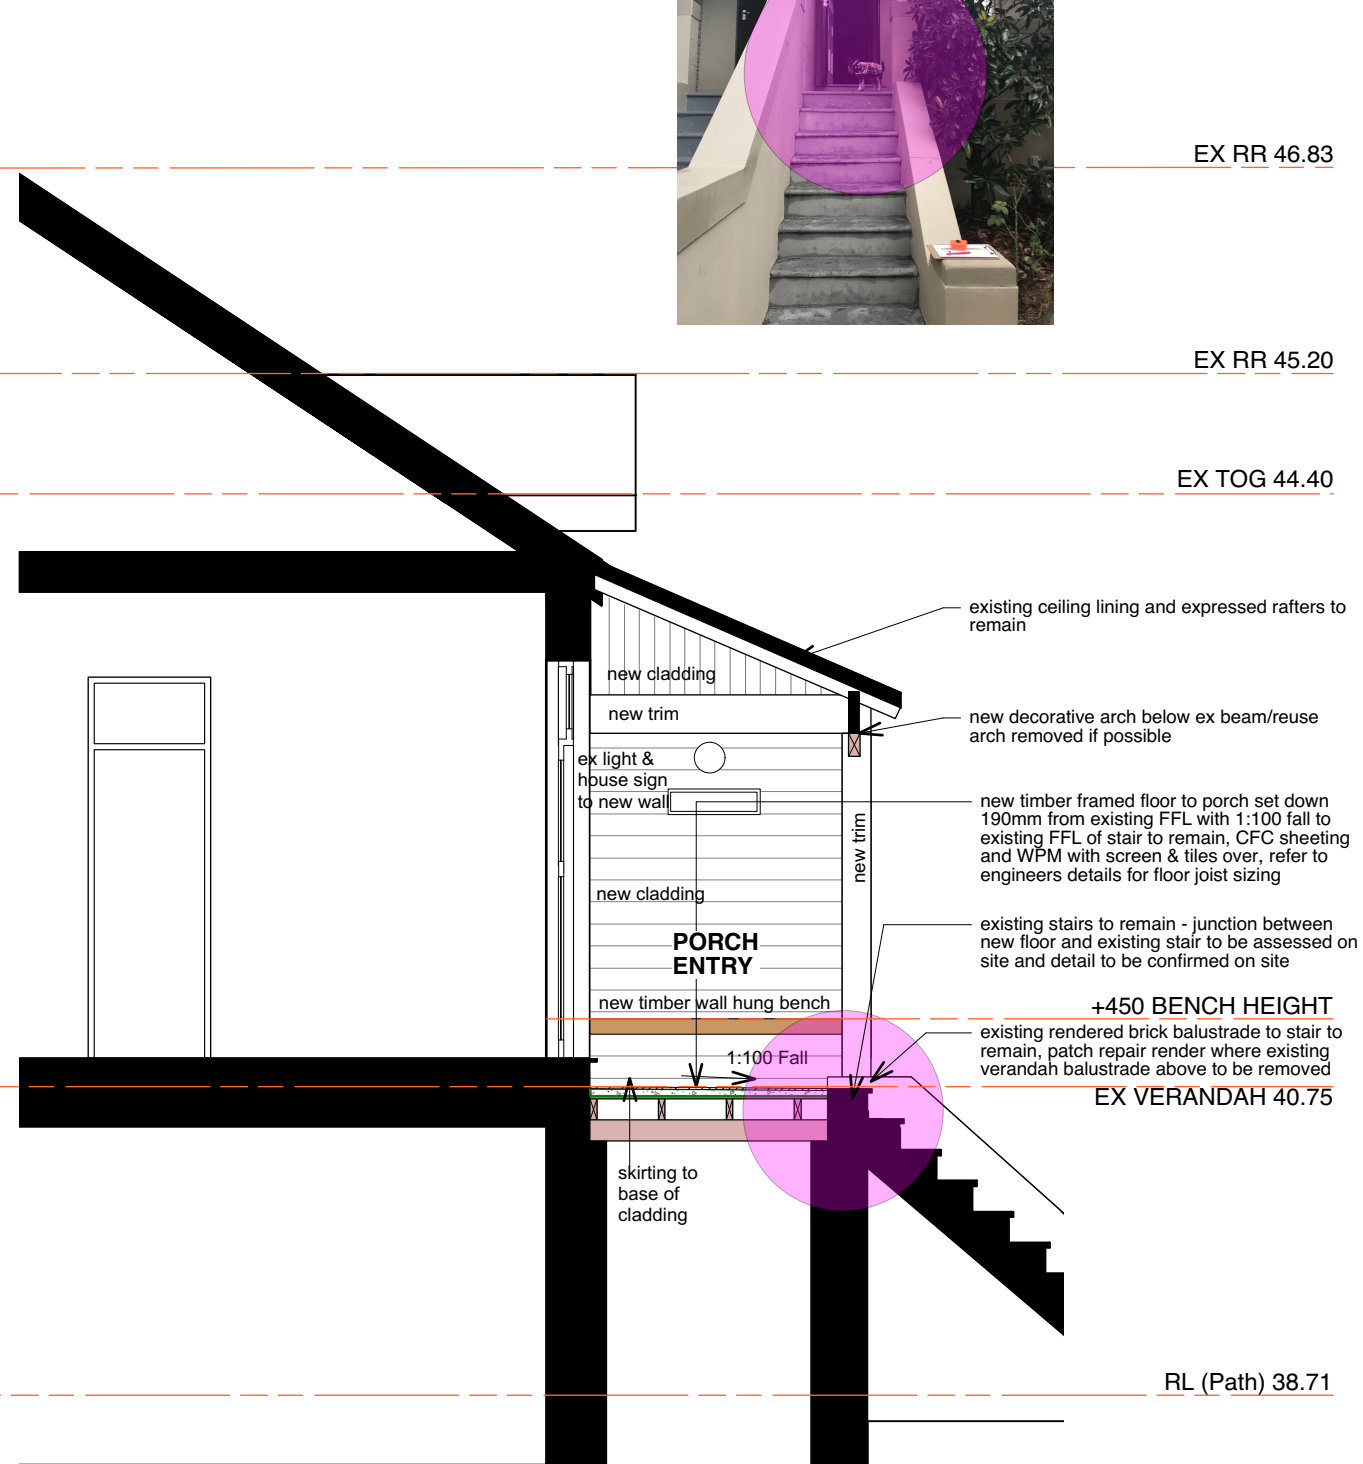 EX RR 46.83
EX RR 45.20
EX TOG 44.40
existing ceiling lining and expressed rafters to
remain
new cladding
new trim
new decorative arch below ex beam/reuse
arch removed if possible
ex light &
house sign
to new wall
new timber framed floor to porch set down
190mm from existing FFL with 1:100 fall to
existing FFL of stair to remain, CFC sheeting
and WPM with screen & tiles over, refer to
engineers details for floor joist sizing
new trim
new cladding
existing stairs to remain - junction between
new floor and existing stair to be assessed on
site and detail to be confirmed on site
PORCH
ENTRY
new timber wall hung bench
+450 BENCH HEIGHT
existing rendered brick balustrade to stair to
remain, patch repair render where existing
verandah balustrade above to be removed
1:100 Fall
EX VERANDAH 40.75
skirting to
base of
cladding
RL (Path) 38.71